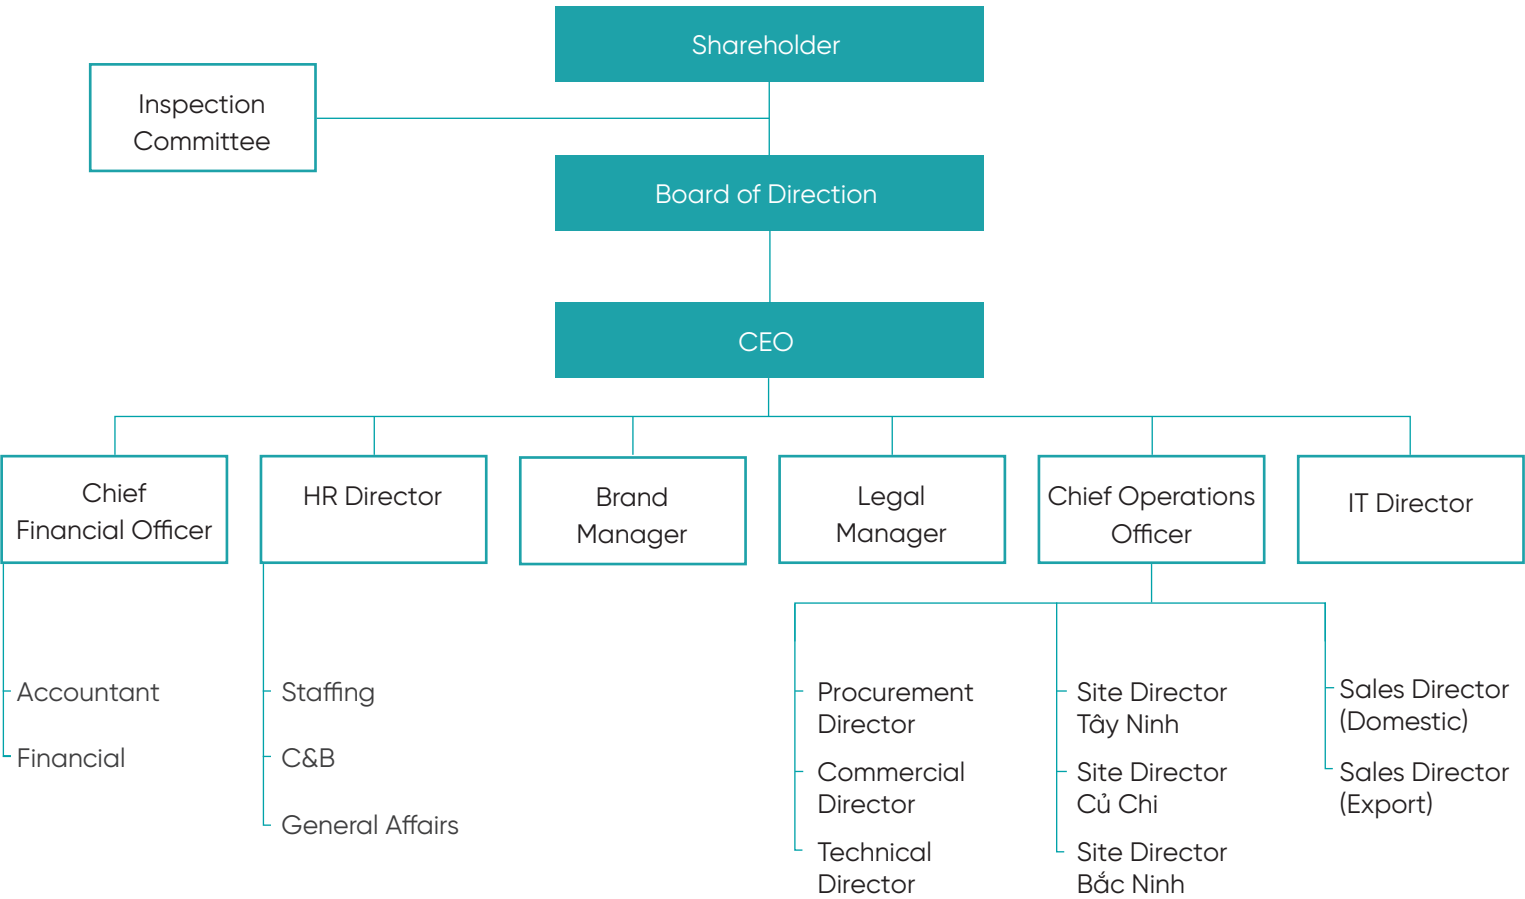 Shareholder
Inspection
Committee
Board of Direction
CEO
Chief
Financial Officer
HR Director
Brand
Manager
Legal
Manager
Chief Operations
Officer
IT Director
Accountant
Financial
Staffing
C&B
General Affairs
Procurement
Director
Commercial
Director
Technical
Director
Site Director
Tây Ninh
Site Director
Củ Chi
Site Director
Bắc Ninh
Sales Director
(Domestic)
Sales Director
(Export)